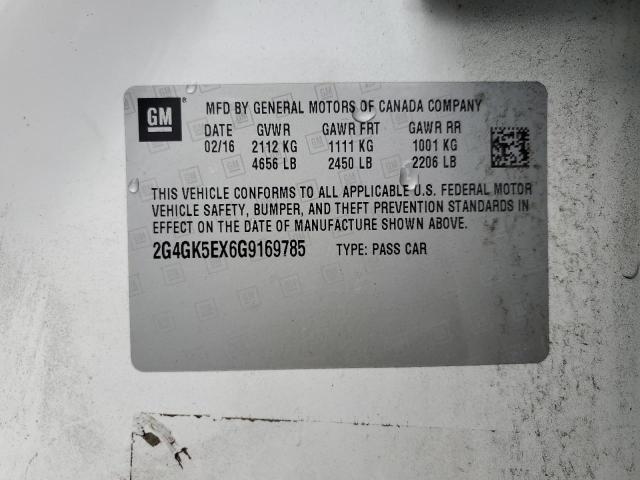 GM ® MFD BY GENERAL MOTORS OF CANADA COMPANY
DATE GVWR GAWR FRT GAWR RR
02/16 2112 KG 1111 KG 1001 KG
4656 LB 2450 LB 2206 LB
THIS VEHICLE CONFORMS TO ALL APPLICABLE U.S. FEDERAL MOTOR
VEHICLE SAFETY, BUMPER, AND THEFT PREVENTION STANDARDS IN
EFFECT ON THE DATE OF MANUFACTURE SHOWN ABOVE.
2G4GK5EX6G9169785 TYPE: PASS CAR